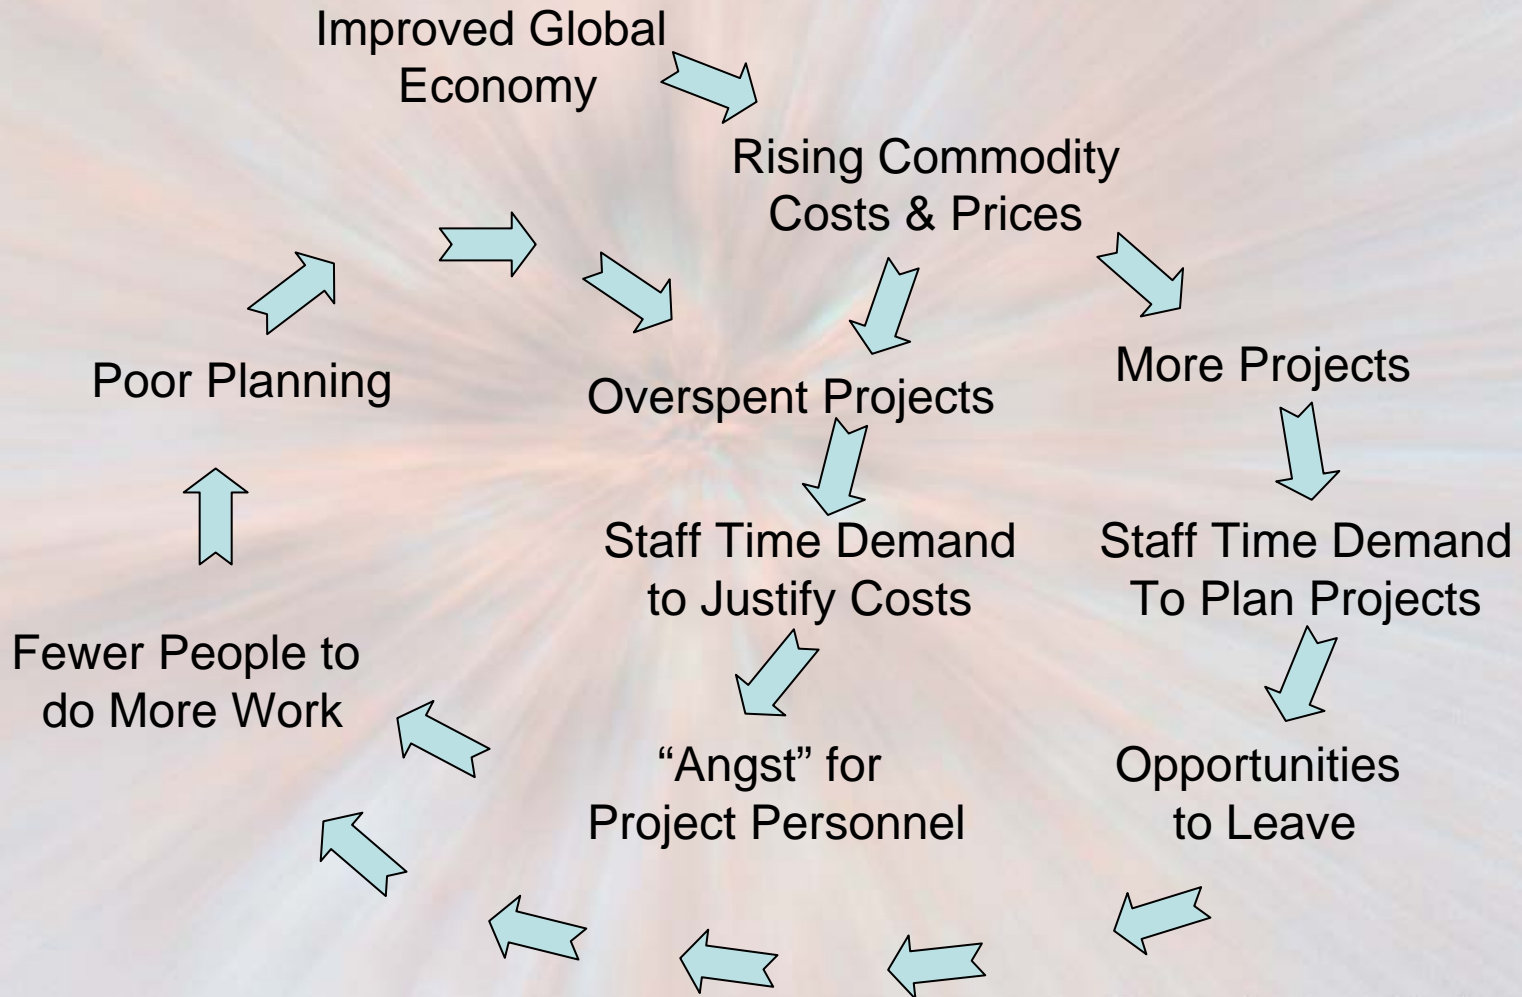 Improved Global
Economy
Rising Commodity
Costs & Prices
Poor Planning
Overspent Projects
More Projects
Staff Time Demand
to Justify Costs
Staff Time Demand
To Plan Projects
Fewer People to
do More Work
“Angst” for
Project Personnel
Opportunities
to Leave